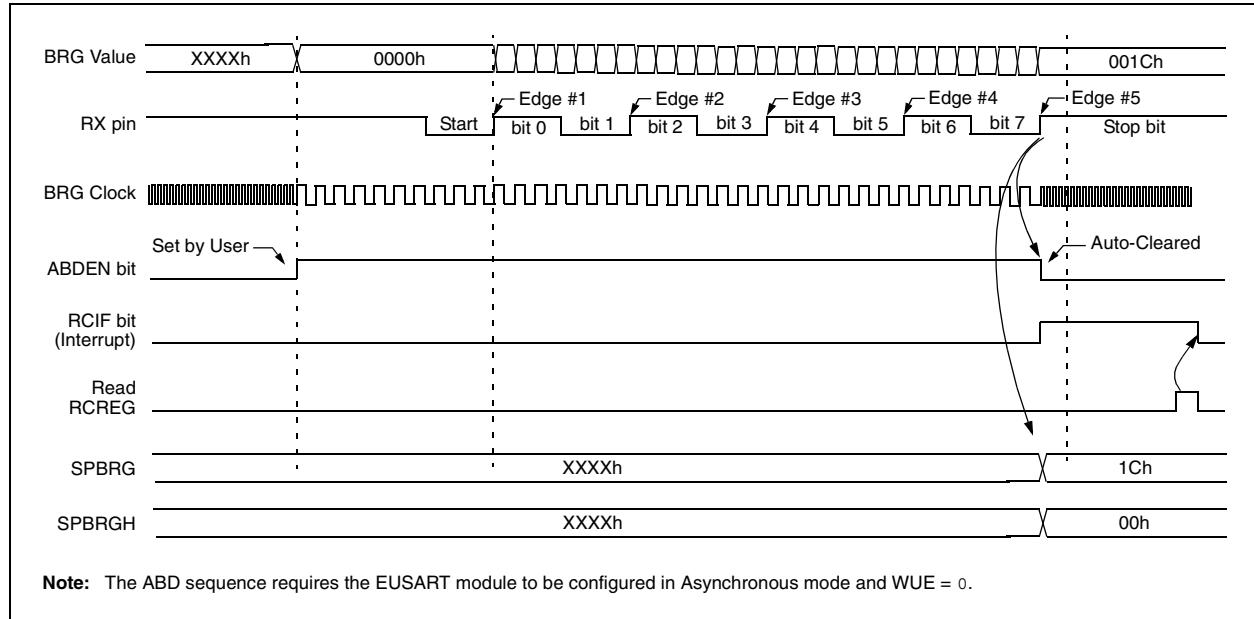 BRG Value
XXXXh
0000h
001Ch
RX pin
Start
Edge #1
bit 0
bit 1
Edge #2
bit 2
bit 3
Edge #3
bit 4
bit 5
Edge #4
bit 6
bit 7
Edge #5
Stop bit
BRG Clock
Set by User
Auto-Cleared
ABDEN bit
RCIF bit
(Interrupt)
Read
RCREG
SPBRG
XXXXh
1Ch
SPBRGH
XXXXh
00h
Note: The ABD sequence requires the EUSART module to be configured in Asynchronous mode and WUE = 0.